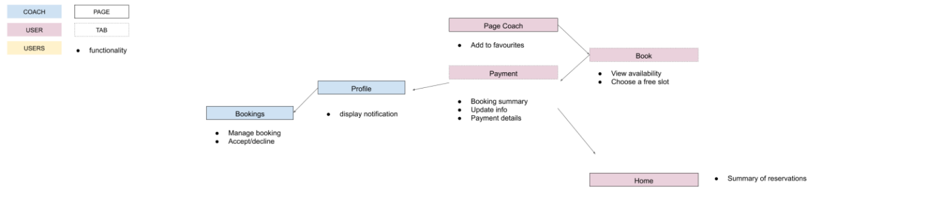 COACH
PAGE
USER
TAB
USERS
functionality
Page Coach
Add to favourites
Book
View availability
Choose a free slot
Payment
Booking summary
Update info
Payment details
Profile
display notification
Bookings
Manage booking
Accept/decline
Home
Summary of reservations